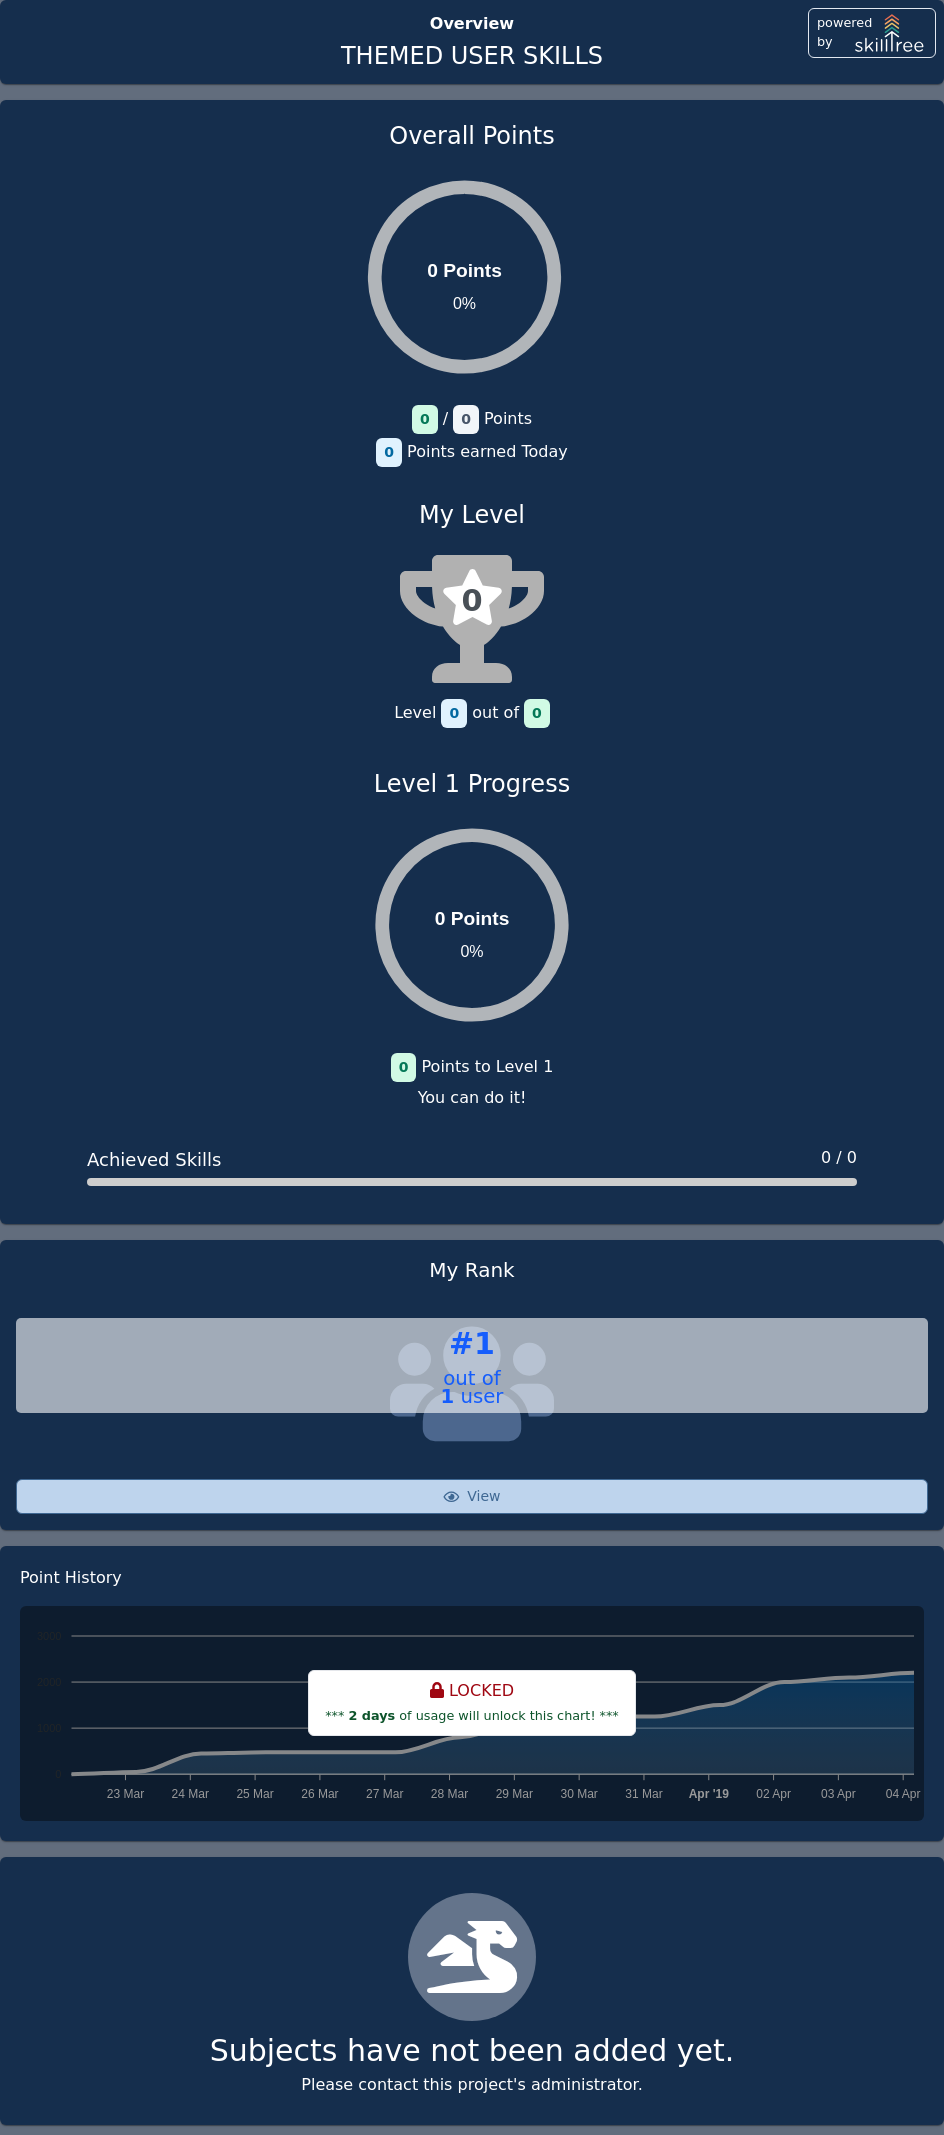 Overview
THEMED USER SKILLS
powered
by
skilltree
Overall Points
0 Points
0%
0 / 0 Points
0 Points earned Today
My Level
0
Level 0 out of 0
Level 1 Progress
0 Points
0%
0 Points to Level 1
You can do it!
Achieved Skills
0 / 0
My Rank
#1
out of
1 user
View
Point History
3000
2000
1000
0
LOCKED
*** 2 days of usage will unlock this chart! ***
23 Mar 24 Mar 25 Mar 26 Mar 27 Mar 28 Mar 29 Mar 30 Mar 31 Mar Apr '19 02 Apr 03 Apr 04 Apr
Subjects have not been added yet.
Please contact this project's administrator.